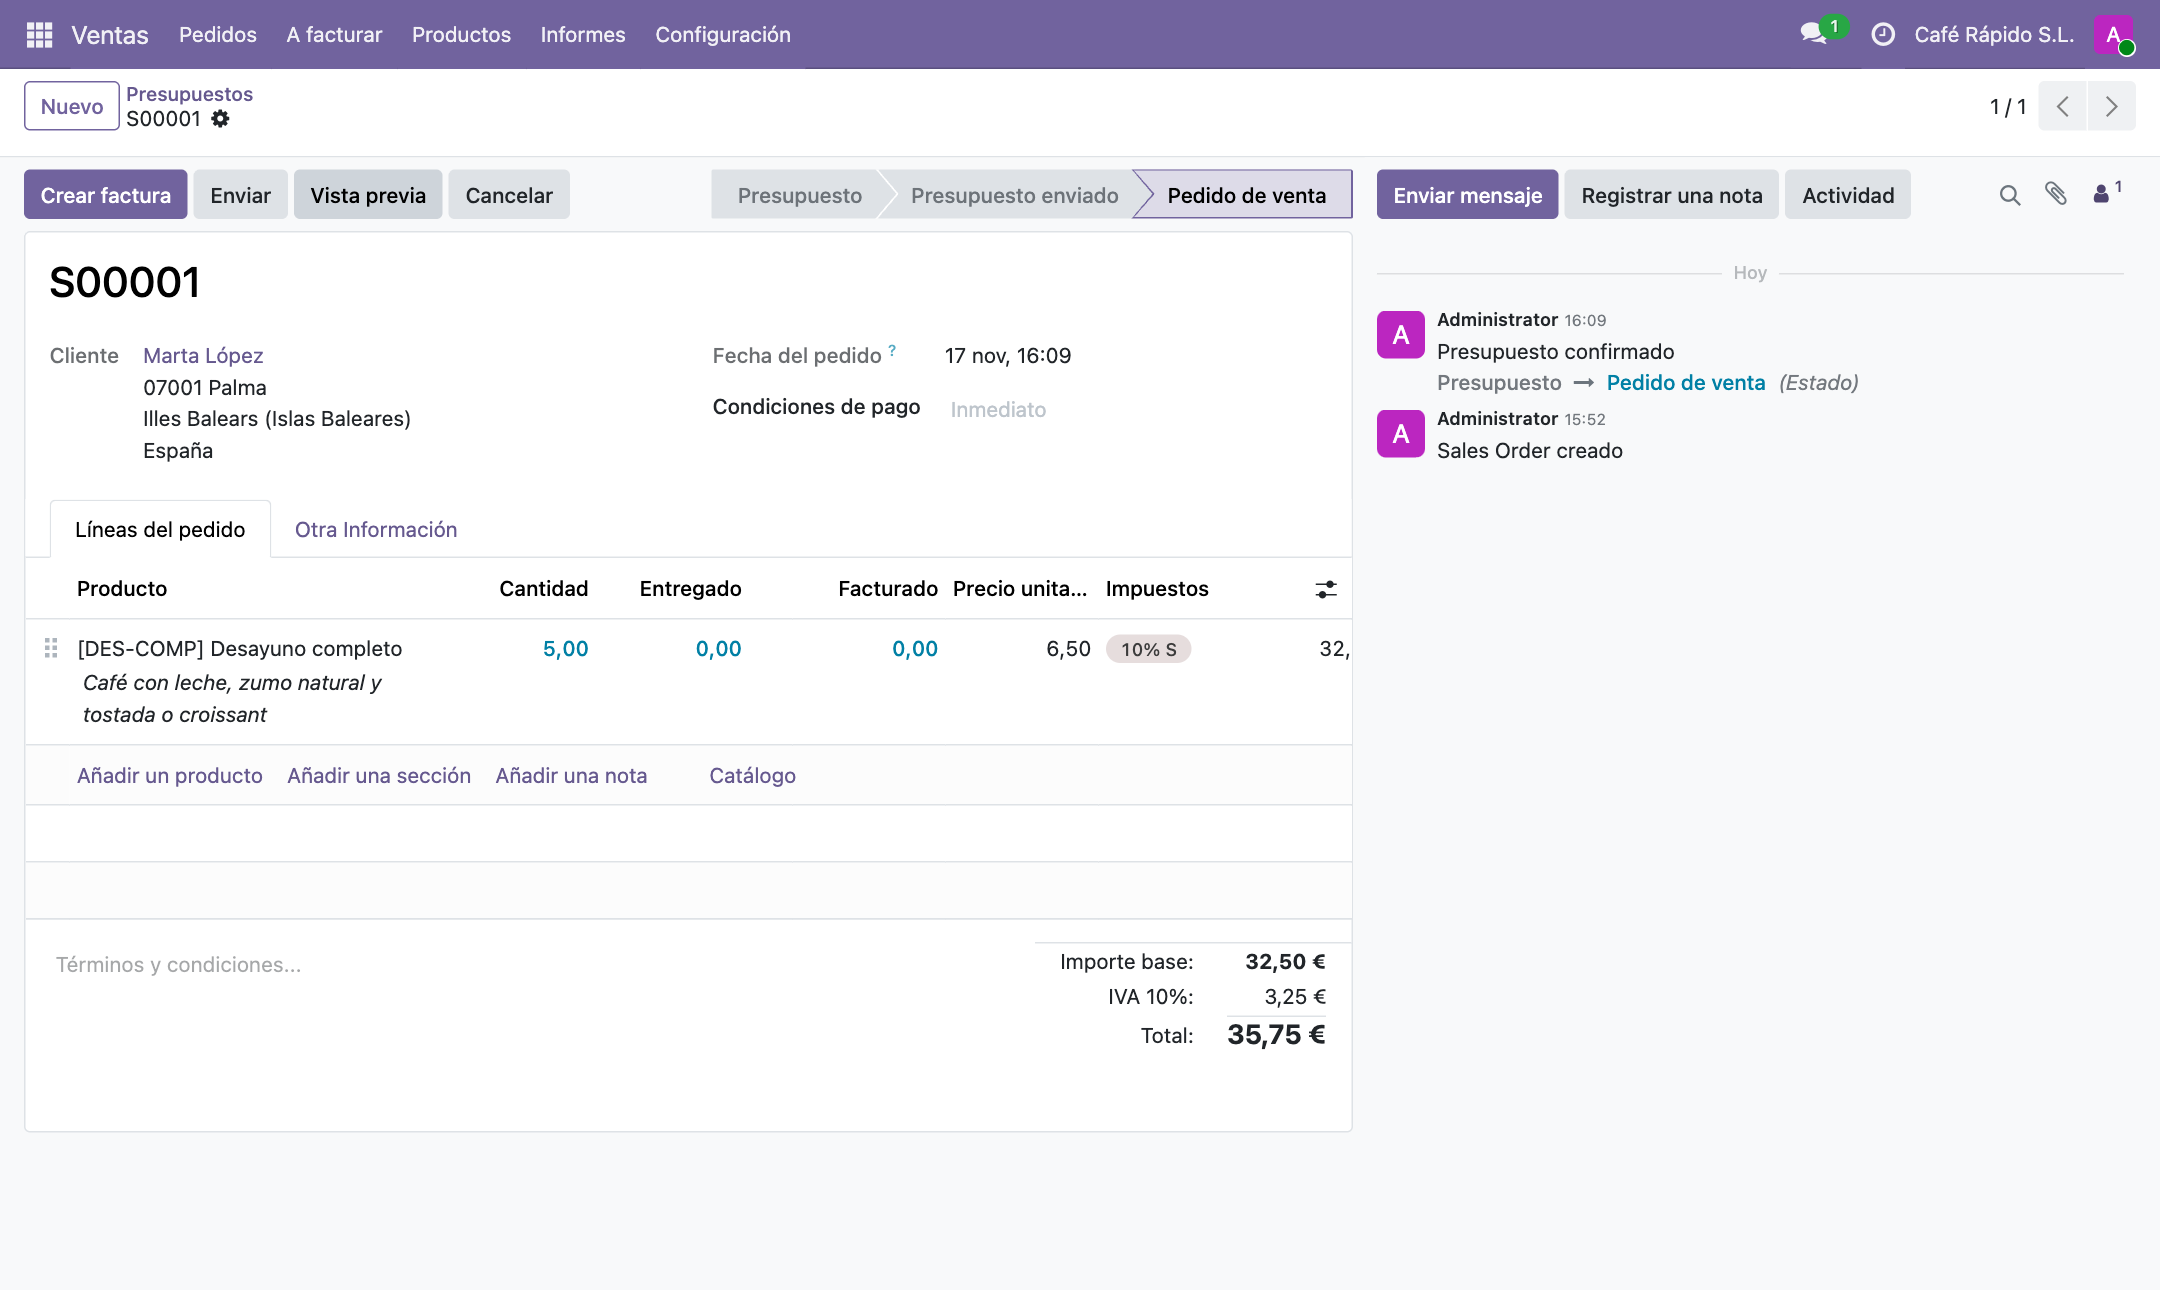 Ventas Pedidos A facturar Productos Informes Configuración 1 Café Rápido S.L. A
Nuevo
Presupuestos
S00001
1 / 1
Crear factura Enviar Vista previa Cancelar Presupuesto Presupuesto enviado Pedido de venta
Enviar mensaje Registrar una nota Actividad 1
S00001
Cliente Marta López
07001 Palma
Illes Balears (Islas Baleares)
España
Fecha del pedido ? 17 nov, 16:09
Condiciones de pago Inmediato
Líneas del pedido Otra Información
Producto Cantidad Entregado Facturado Precio unita... Impuestos
[DES-COMP] Desayuno completo 5,00 0,00 0,00 6,50 10% S 32,
Café con leche, zumo natural y
tostada o croissant
Añadir un producto Añadir una sección Añadir una nota Catálogo
Términos y condiciones...
Importe base: 32,50 €
IVA 10%: 3,25 €
Total: 35,75 €
Hoy
A
Administrator 16:09
Presupuesto confirmado
Presupuesto → Pedido de venta (Estado)
A
Administrator 15:52
Sales Order creado